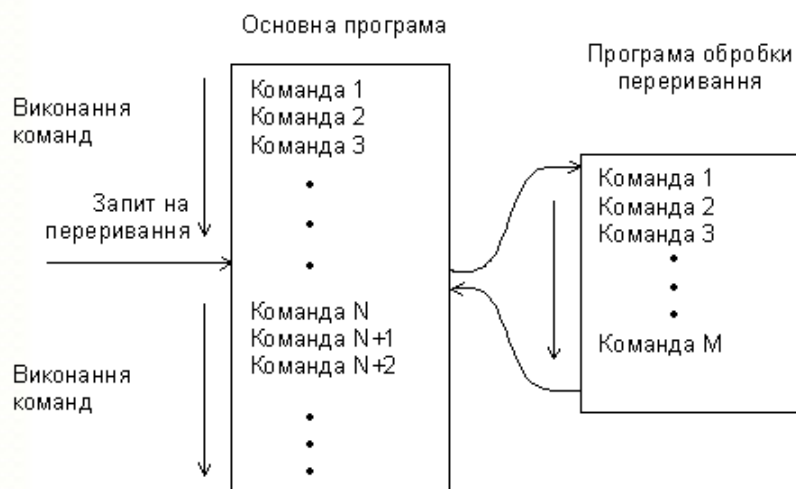 Основна програма
Програма обробки
переривання
Виконання
команд
Команда 1
Команда 2
Команда 3
Запит на
переривання
Команда N
Команда N+1
Команда N+2
Виконання
команд
Команда 1
Команда 2
Команда 3
Команда M